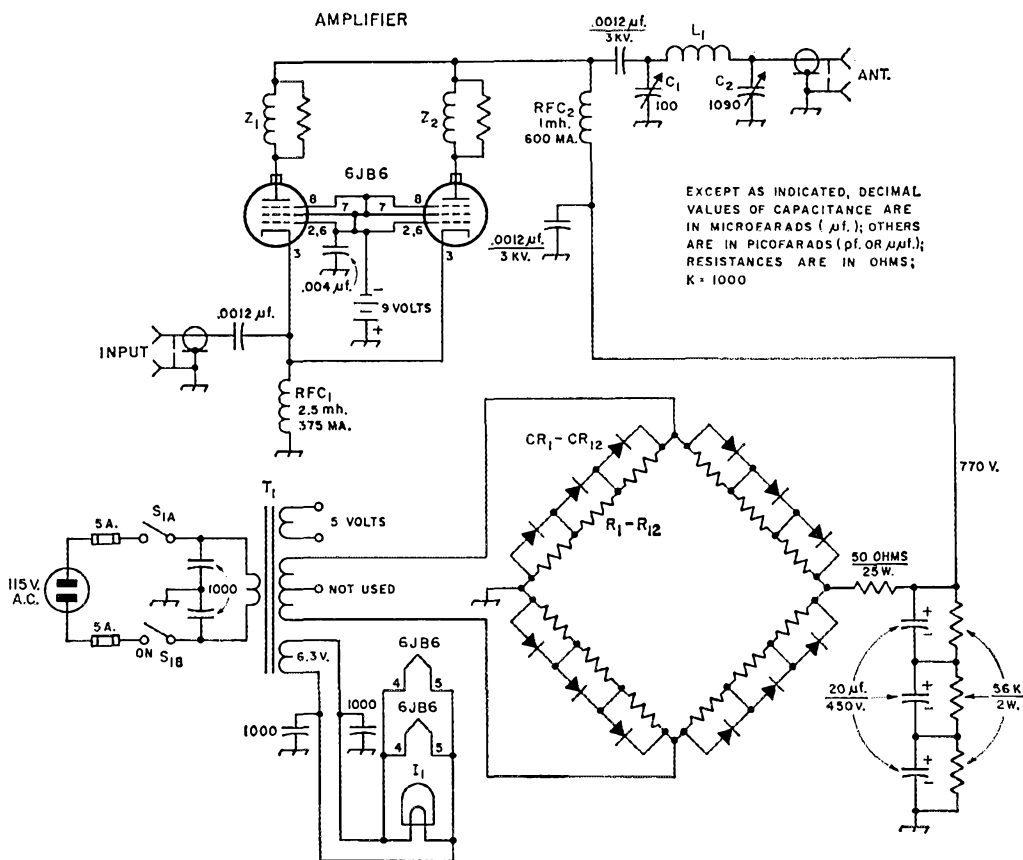 AMPLIFIER
.0012 µf.
3 KV.
L1
C1
100
C2
1090
ANT.
Z1
Z2
RFC2
1mh.
600 MA.
6JB6
8
7
7
8
2,6
2,6
3
3
.004 µf.
9 VOLTS
.0012 µf.
3 KV.
EXCEPT AS INDICATED, DECIMAL
VALUES OF CAPACITANCE ARE
IN MICROFARADS ( µf. ); OTHERS
ARE IN PICOFARADS ( pf. OR µµf.);
RESISTANCES ARE IN OHMS;
K = 1000
.0012 µf.
INPUT
RFC1
2.5 mh.
375 MA.
CR1 – CR12
R1 – R12
770 V.
T1
5 A.
S1A
5 VOLTS
115 V.
A.C.
1000
NOT USED
5 A.
ON
S1B
6.3 V.
50 OHMS
25 W.
6JB6
4
5
6JB6
4
5
I1
1000
1000
20 µf.
450 V.
56 K
2 W.